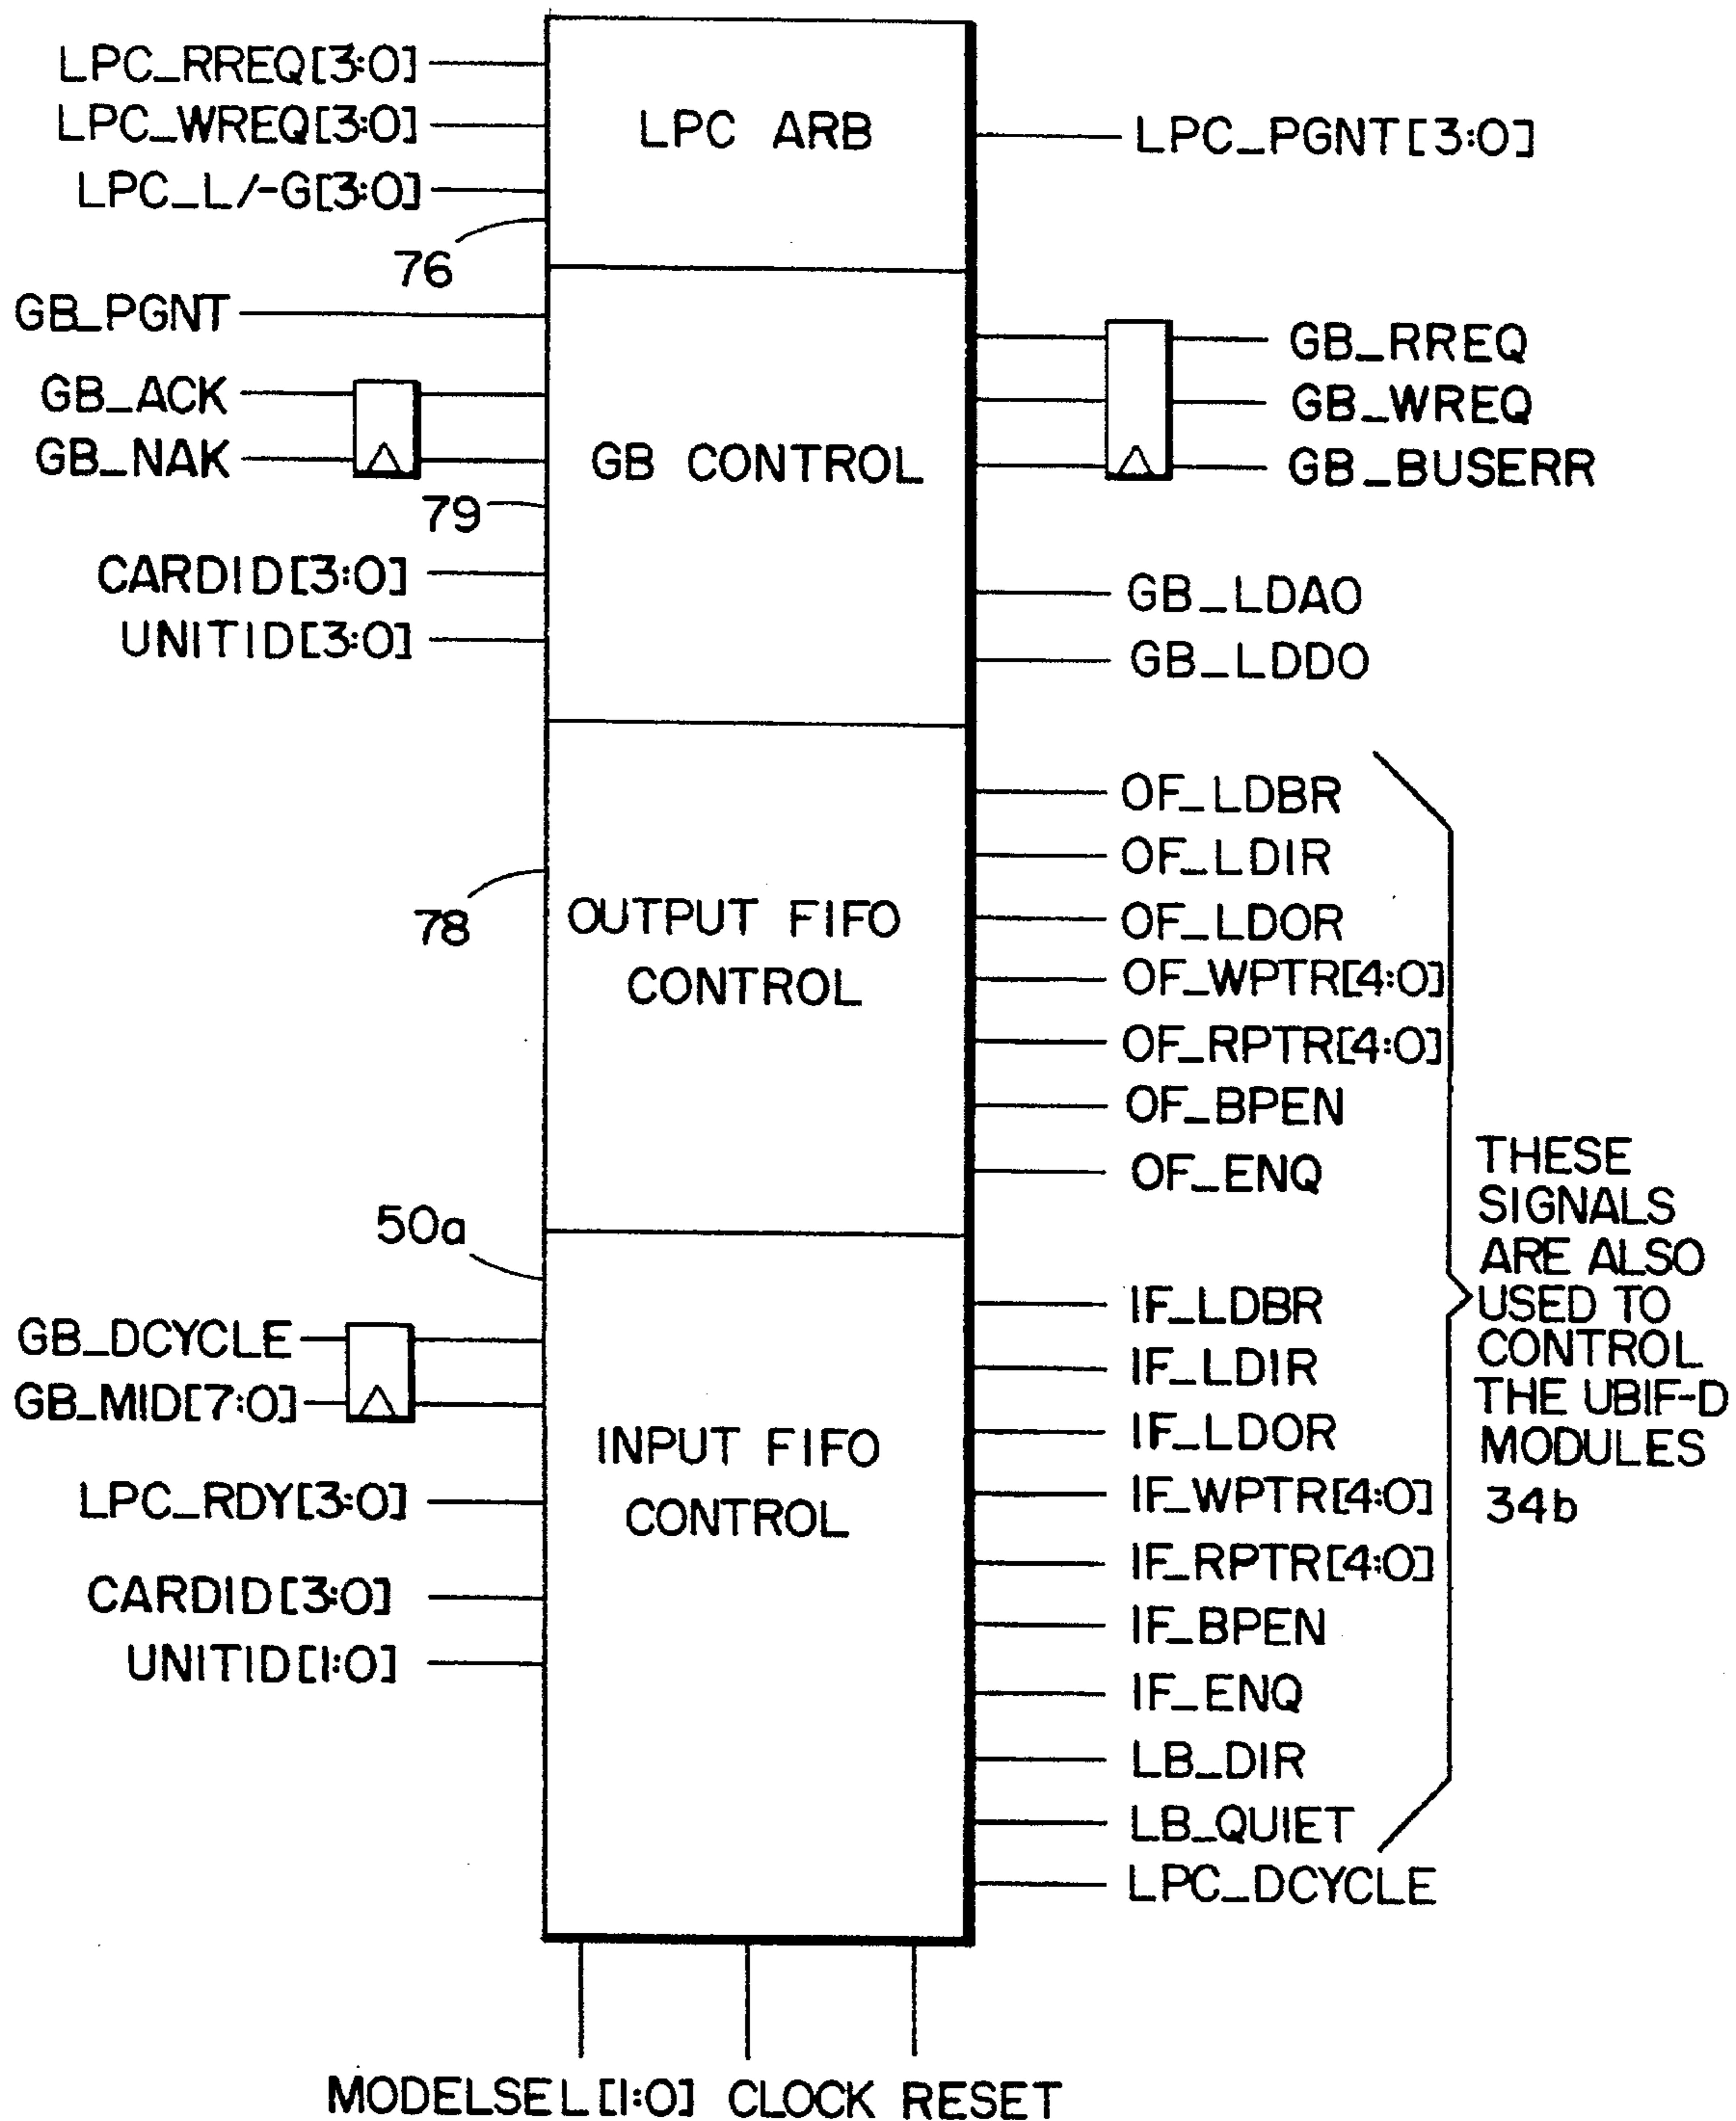 LPC_RREQ[3:0]
LPC_WREQ[3:0]
LPC_L/-G[3:0]
76
LPC ARB
LPC_PGNT[3:0]
GB_PGNT
GB_ACK
GB_NAK
79
CARDID[3:0]
UNITID[3:0]
GB CONTROL
GB_RREQ
GB_WREQ
GB_BUSERR
GB_LDAO
GB_LDDO
78
OUTPUT FIFO
CONTROL
OF_LDBR
OF_LDIR
OF_LDOR
OF_WPTR[4:0]
OF_RPTR[4:0]
OF_BPEN
OF_ENQ
50a
GB_DCYCLE
GB_MID[7:0]
LPC_RDY[3:0]
CARDID[3:0]
UNITID[1:0]
INPUT FIFO
CONTROL
IF_LDBR
IF_LDIR
IF_LDOR
IF_WPTR[4:0]
IF_RPTR[4:0]
IF_BPEN
IF_ENQ
LB_DIR
LB_QUIET
LPC_DCYCLE
THESE
SIGNALS
ARE ALSO
USED TO
CONTROL
THE UBIF-D
MODULES
34b
MODELSEL[1:0] CLOCK RESET